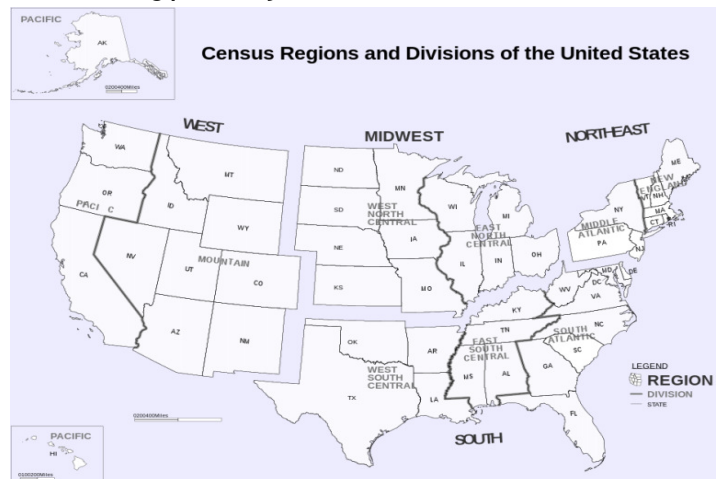 PACIFIC
AK
0200400Miles
Census Regions and Divisions of the United States
WEST
MIDWEST
NORTHEAST
WA
OR
PACI C
CA
NV
ID
MT
WY
UT
MOUNTAIN
CO
AZ
NM
ND
SD
NE
KS
MN
IA
MO
WEST
NORTH
CENTRAL
WI
MI
IL
IN
OH
EAST
NORTH
CENTRAL
ME
NEW
ENGLAND
VT
NH
MA
CT
RI
NY
MIDDLE
ATLANTIC
PA
NJ
OK
AR
TX
LA
WEST
SOUTH
CENTRAL
KY
TN
MS
AL
EAST
SOUTH
CENTRAL
MD
DE
DC
WV
VA
NC
SC
GA
FL
SOUTH
ATLANTIC
SOUTH
LEGEND
REGION
DIVISION
STATE
0200400Miles
PACIFIC
HI
0100200Miles